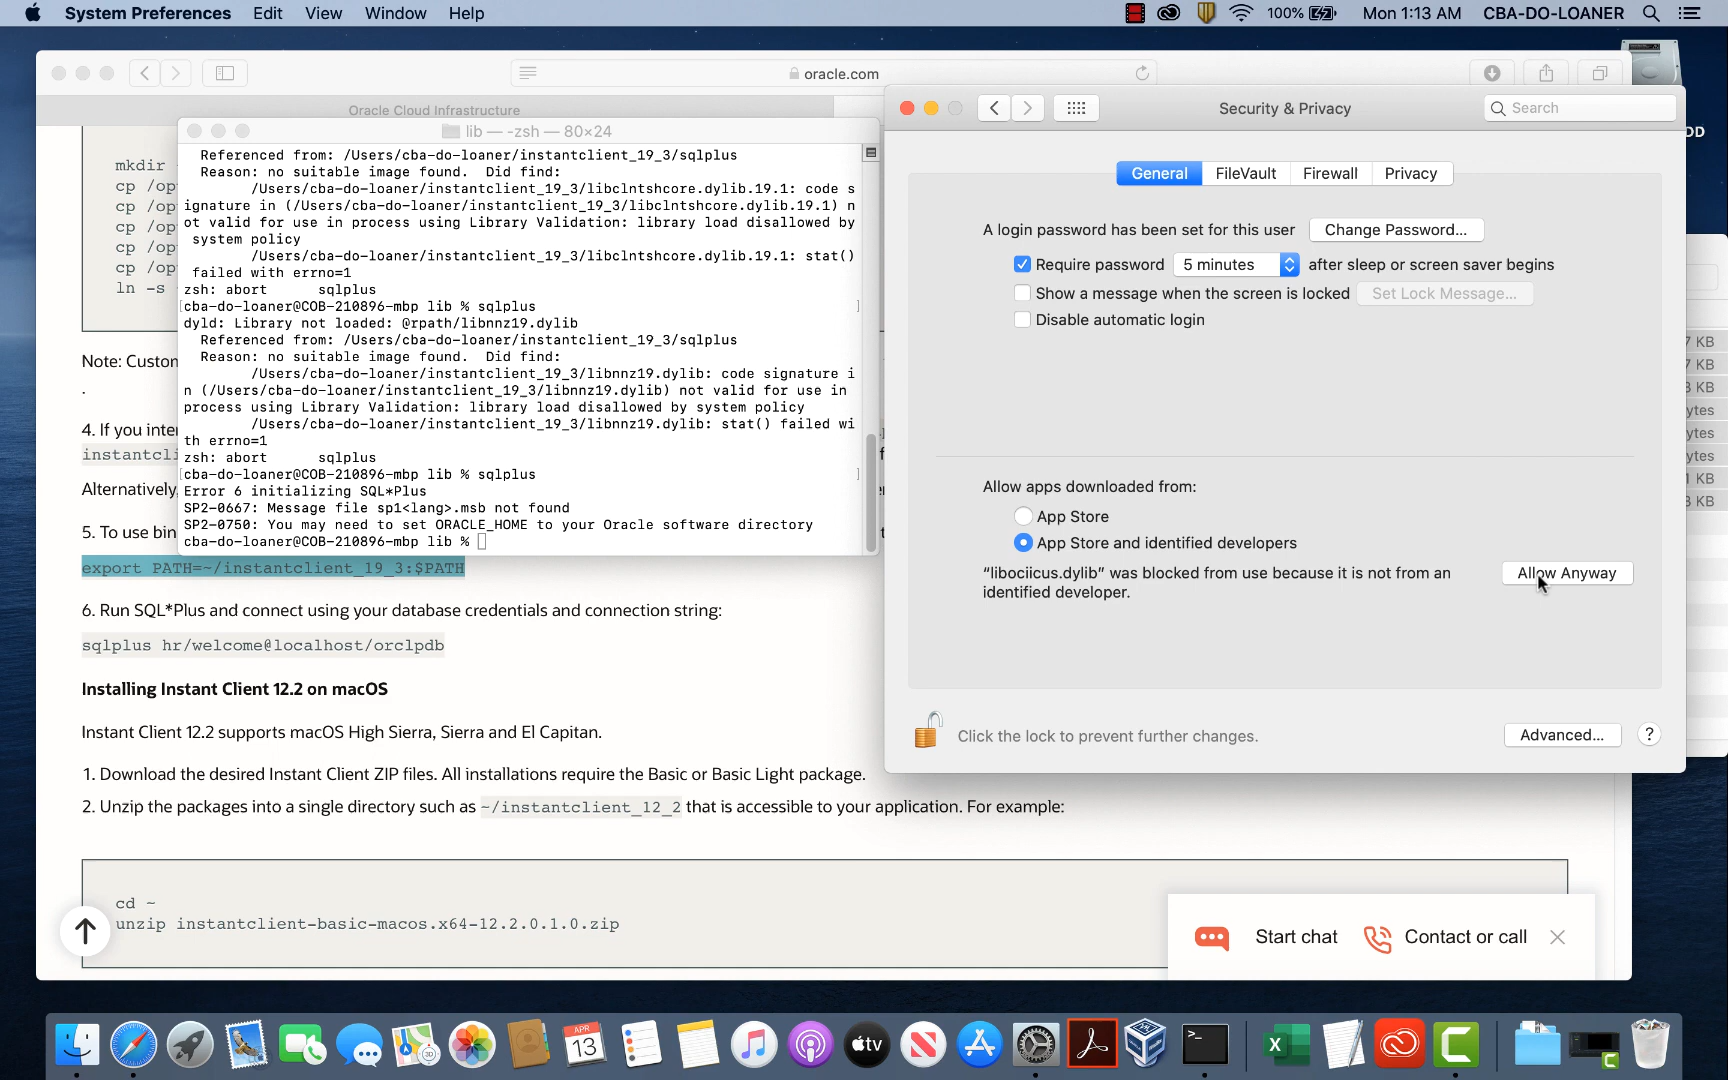 System Preferences Edit View Window Help 100% Mon 1:13 AM CBA-DO-LOANER
oracle.com
Oracle Cloud Infrastructure
mkdir
cp /op
cp /op
cp /op
cp /op
cp /op
ln -s
Note: Custom
.
4. If you inter
instantcli
Alternatively,
5. To use bin
export PATH=~/instantclient_19_3:$PATH
6. Run SQL*Plus and connect using your database credentials and connection string:
sqlplus hr/welcome@localhost/orclpdb
Installing Instant Client 12.2 on macOS
Instant Client 12.2 supports macOS High Sierra, Sierra and El Capitan.
1. Download the desired Instant Client ZIP files. All installations require the Basic or Basic Light package.
2. Unzip the packages into a single directory such as ~/instantclient_12_2 that is accessible to your application. For example:
cd ~
unzip instantclient-basic-macos.x64-12.2.0.1.0.zip
Start chat Contact or call
lib — -zsh — 80×24
Referenced from: /Users/cba-do-loaner/instantclient_19_3/sqlplus
Reason: no suitable image found.  Did find:
/Users/cba-do-loaner/instantclient_19_3/libclntshcore.dylib.19.1: code s
ignature in (/Users/cba-do-loaner/instantclient_19_3/libclntshcore.dylib.19.1) n
ot valid for use in process using Library Validation: library load disallowed by
system policy
/Users/cba-do-loaner/instantclient_19_3/libclntshcore.dylib.19.1: stat()
failed with errno=1
zsh: abort      sqlplus
[cba-do-loaner@COB-210896-mbp lib % sqlplus ]
dyld: Library not loaded: @rpath/libnnz19.dylib
Referenced from: /Users/cba-do-loaner/instantclient_19_3/sqlplus
Reason: no suitable image found.  Did find:
/Users/cba-do-loaner/instantclient_19_3/libnnz19.dylib: code signature i
n (/Users/cba-do-loaner/instantclient_19_3/libnnz19.dylib) not valid for use in
process using Library Validation: library load disallowed by system policy
/Users/cba-do-loaner/instantclient_19_3/libnnz19.dylib: stat() failed wi
th errno=1
zsh: abort      sqlplus
[cba-do-loaner@COB-210896-mbp lib % sqlplus ]
Error 6 initializing SQL*Plus
SP2-0667: Message file sp1<lang>.msb not found
SP2-0750: You may need to set ORACLE_HOME to your Oracle software directory
cba-do-loaner@COB-210896-mbp lib %
Security & Privacy
Search
General FileVault Firewall Privacy
A login password has been set for this user Change Password...
Require password 5 minutes after sleep or screen saver begins
Show a message when the screen is locked Set Lock Message...
Disable automatic login
Allow apps downloaded from:
App Store
App Store and identified developers
“libociicus.dylib” was blocked from use because it is not from an
identified developer.
Allow Anyway
Click the lock to prevent further changes.
Advanced... ?
7 KB
7 KB
3 KB
ytes
ytes
ytes
1 KB
3 KB
APR
13
tv